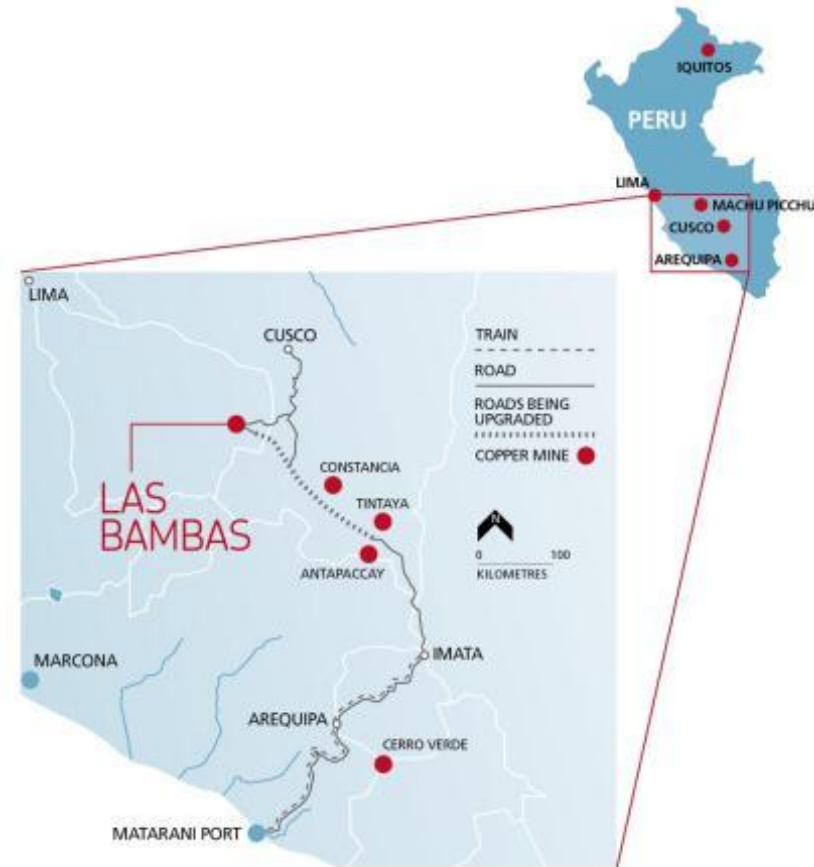 IQUITOS
PERU
LIMA
MACHU PICCHU
CUSCO
AREQUIPA
LIMA
CUSCO
TRAIN
ROAD
ROADS BEING
UPGRADED
COPPER MINE
CONSTANCIA
TINTAYA
LAS
BAMBAS
N
0 100
KILOMETRES
ANTAPACCAY
MARCONA
IMATA
AREQUIPA
CERRO VERDE
MATARANI PORT